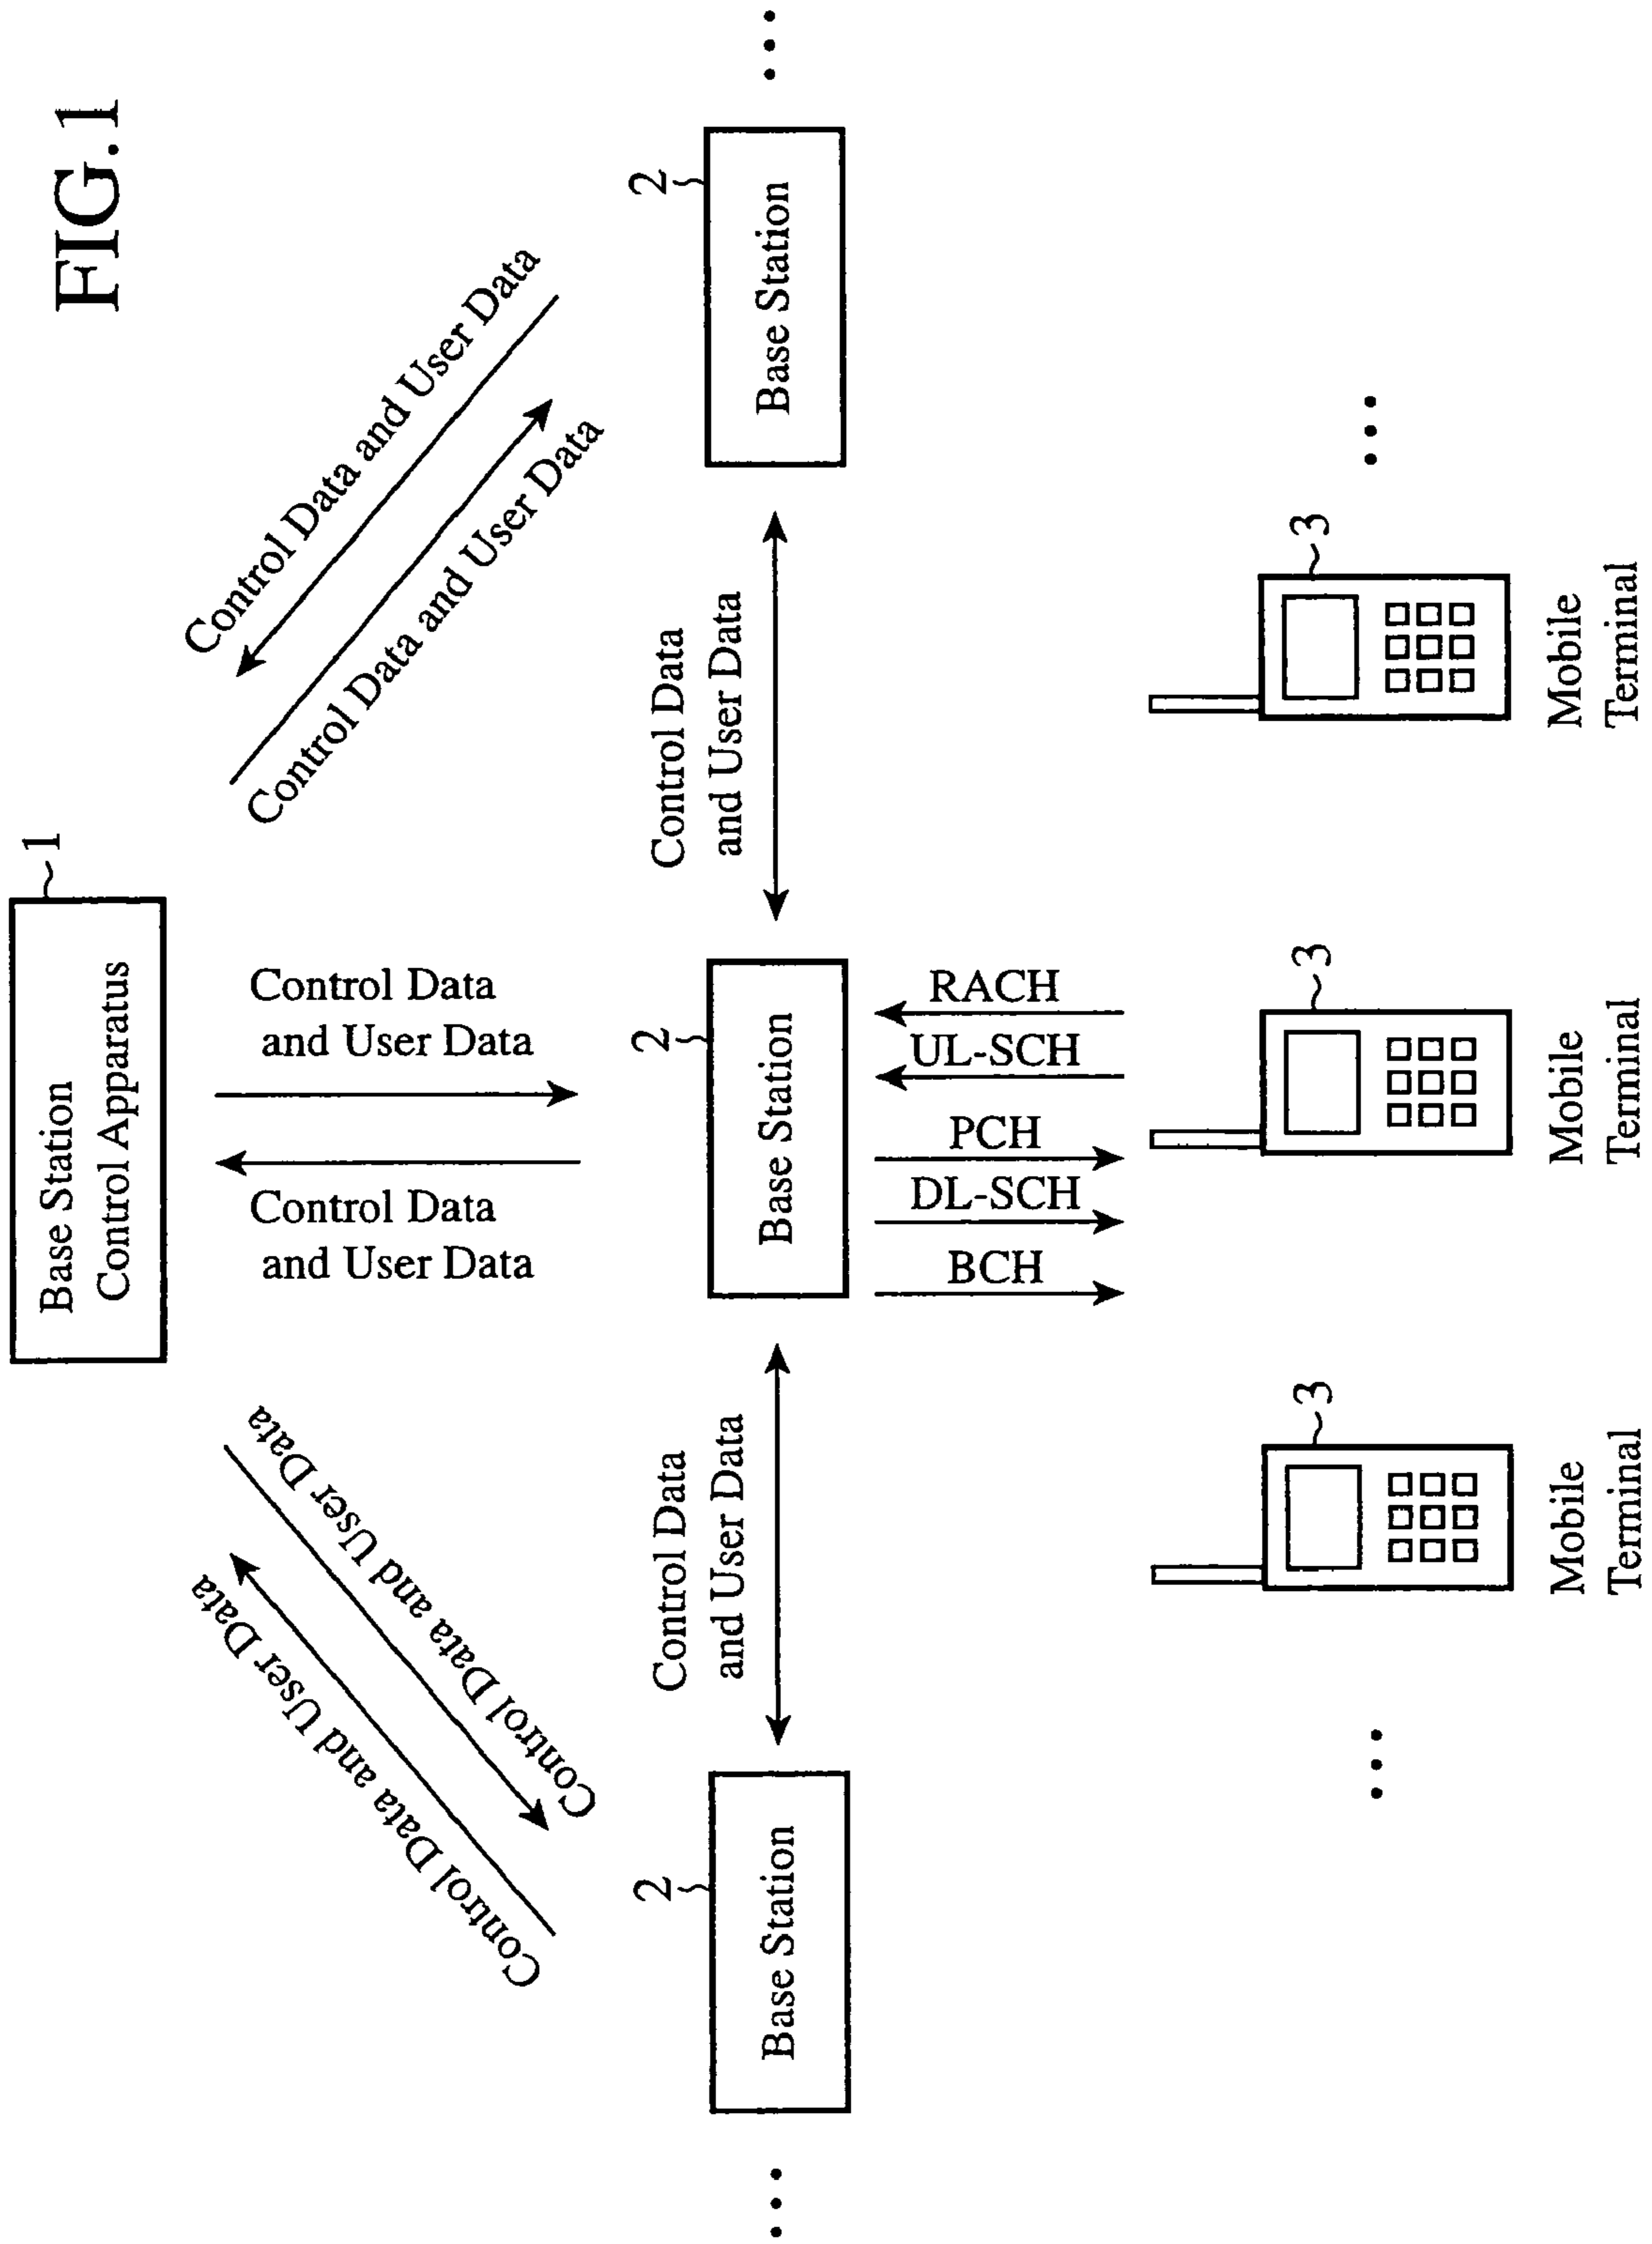 FIG.1
Base Station
Control Apparatus
1
Control Data and User Data
Control Data and User Data
Control Data
and User Data
Control Data
and User Data
Control Data and User Data
Control Data and User Data
2
Base Station
Control Data
and User Data
2
Base Station
Control Data
and User Data
2
Base Station
BCH
DL-SCH
PCH
UL-SCH
RACH
3
Mobile
Terminal
3
Mobile
Terminal
3
Mobile
Terminal